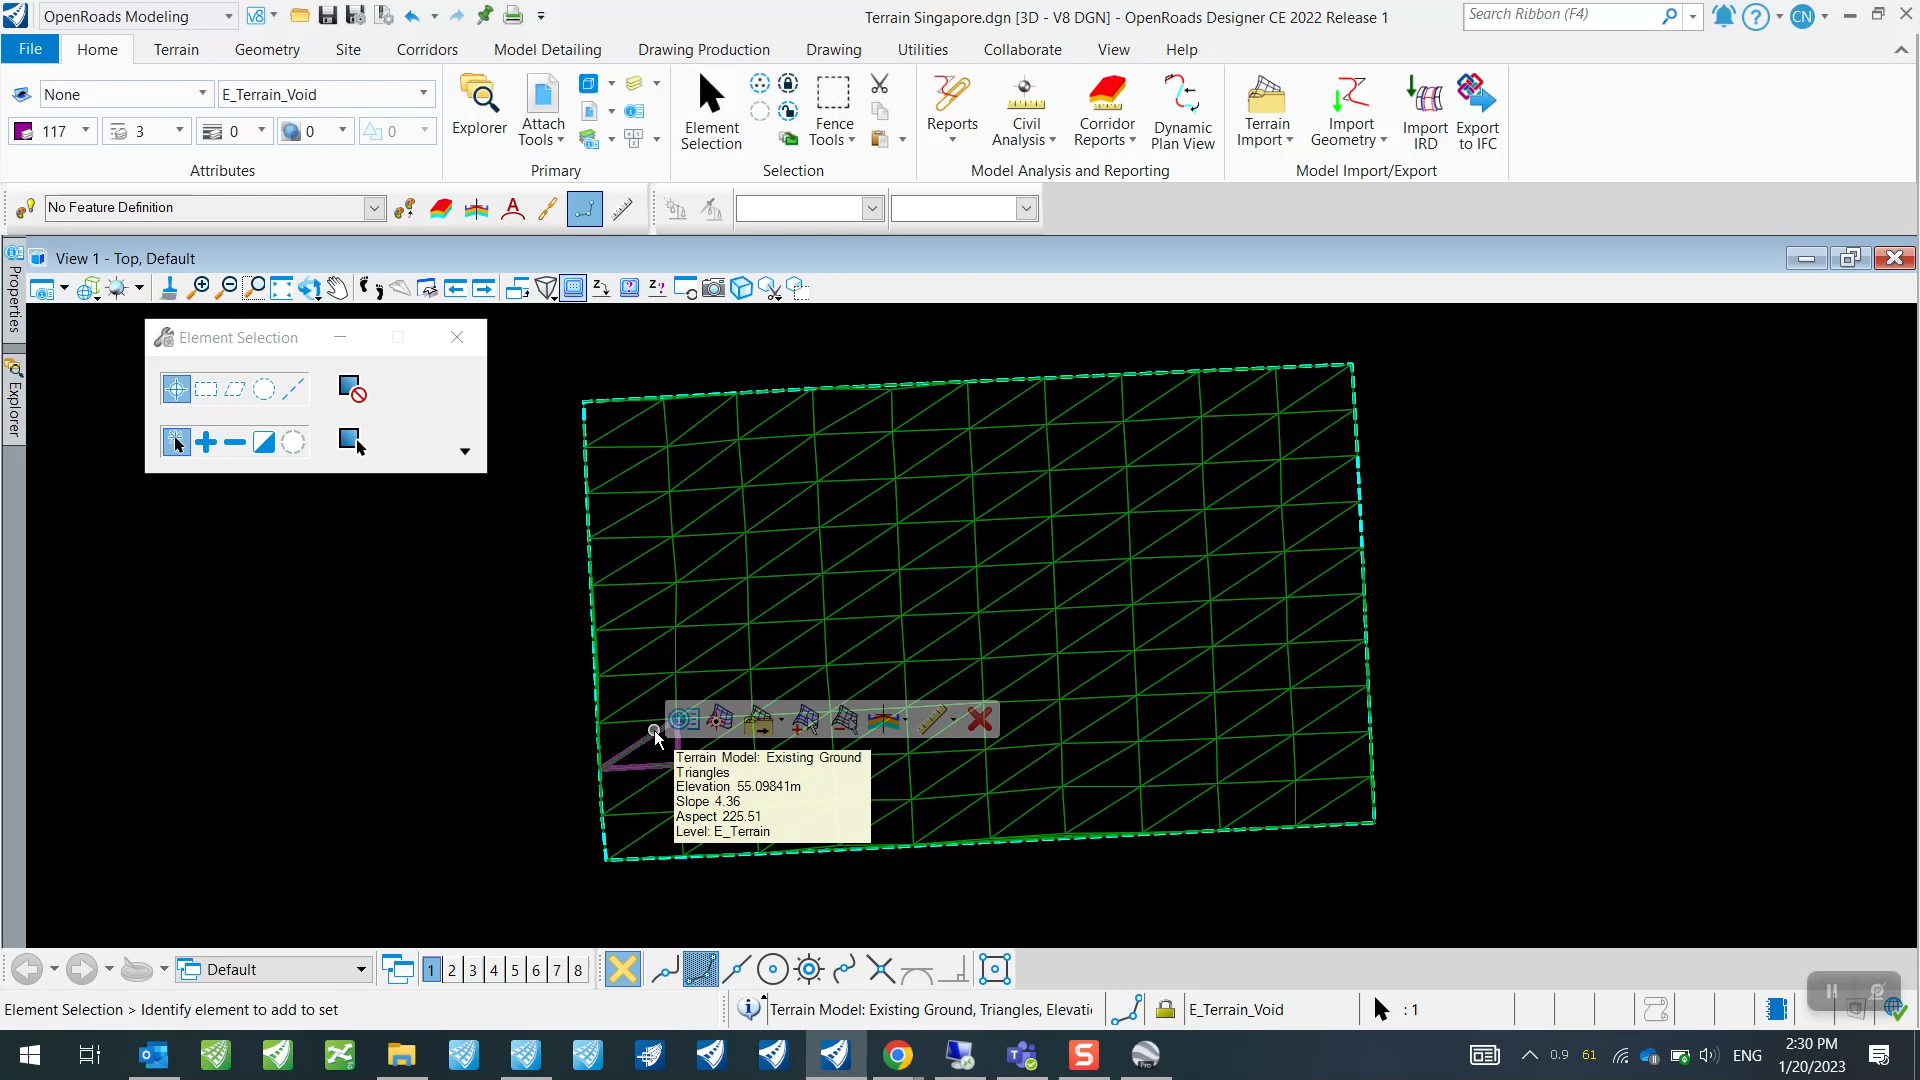 OpenRoads Modeling
Terrain Singapore.dgn [3D - V8 DGN] - OpenRoads Designer CE 2022 Release 1
Search Ribbon (F4)
CN
File
Home
Terrain
Geometry
Site
Corridors
Model Detailing
Drawing Production
Drawing
Utilities
Collaborate
View
Help
None
E_Terrain_Void
117
3
0
0
0
Attributes
Explorer
Attach
Tools
Primary
Element
Selection
Fence
Tools
Selection
Reports
Civil
Analysis
Corridor
Reports
Dynamic
Plan View
Model Analysis and Reporting
Terrain
Import
Import
Geometry
Import
IRD
Export
to IFC
Model Import/Export
No Feature Definition
View 1 - Top, Default
Properties
Explorer
Element Selection
Terrain Model: Existing Ground
Triangles
Elevation 55.09841m
Slope 4.36
Aspect 225.51
Level: E_Terrain
Default
1 2 3 4 5 6 7 8
Element Selection > Identify element to add to set
Terrain Model: Existing Ground, Triangles, Elevati
E_Terrain_Void
: 1
0.9
61
ENG
2:30 PM
1/20/2023